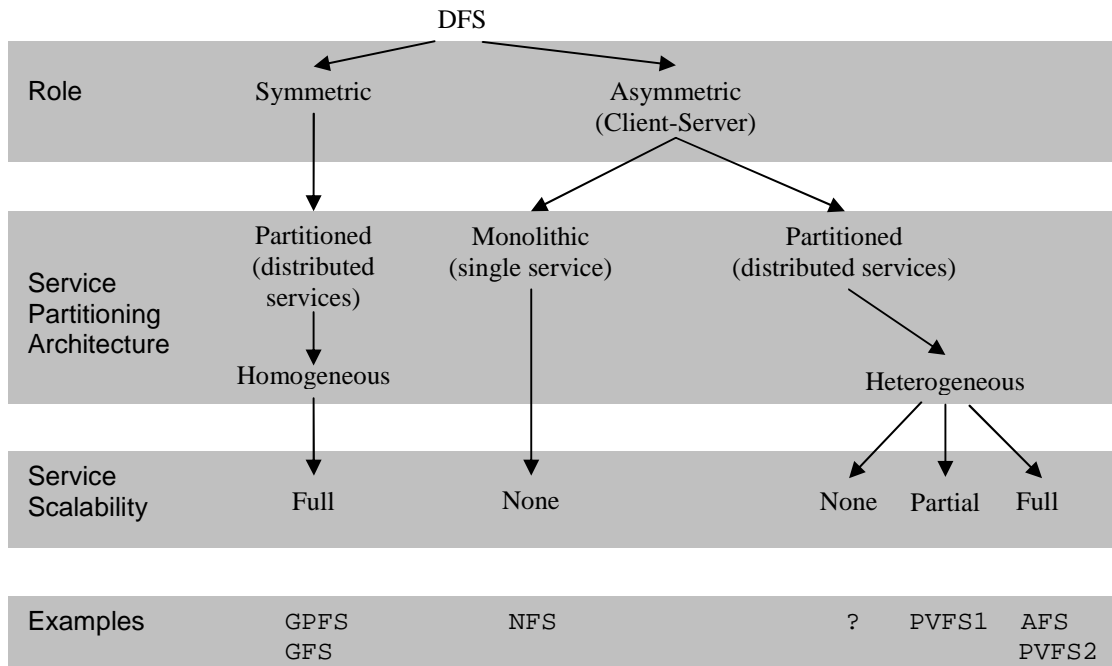 DFS
Role
Symmetric
Asymmetric
(Client-Server)
Service
Partitioning
Architecture
Partitioned
(distributed
services)
Homogeneous
Monolithic
(single service)
Partitioned
(distributed services)
Heterogeneous
Service
Scalability
Full
None
None
Partial
Full
Examples
GPFS
GFS
NFS
?
PVFS1
AFS
PVFS2